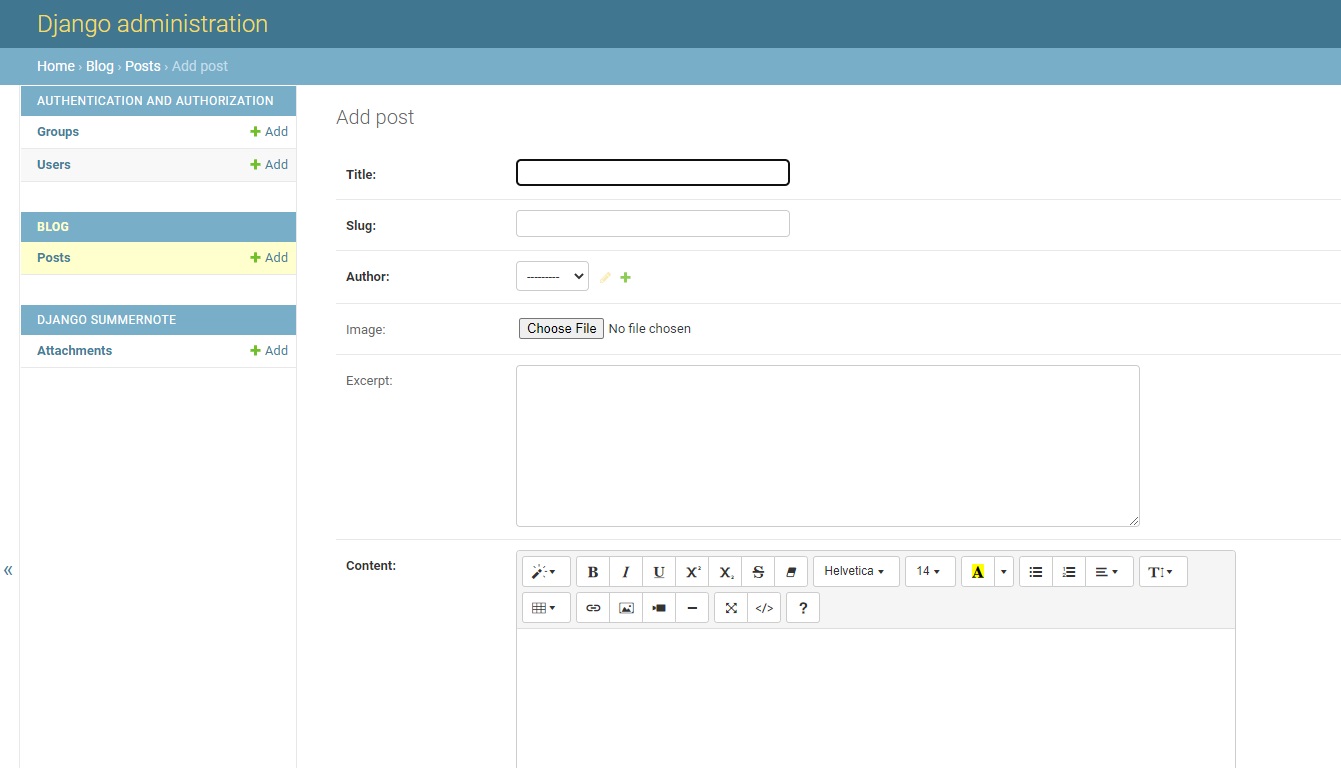 Django administration
Home › Blog › Posts › Add post
AUTHENTICATION AND AUTHORIZATION
Groups + Add
Users + Add
BLOG
Posts + Add
DJANGO SUMMERNOTE
Attachments + Add
«
Add post
Title:
Slug:
Author: ---------
Image: Choose File No file chosen
Excerpt:
Content:
B I U X² X₂ S Helvetica 14 A TI
</> ?